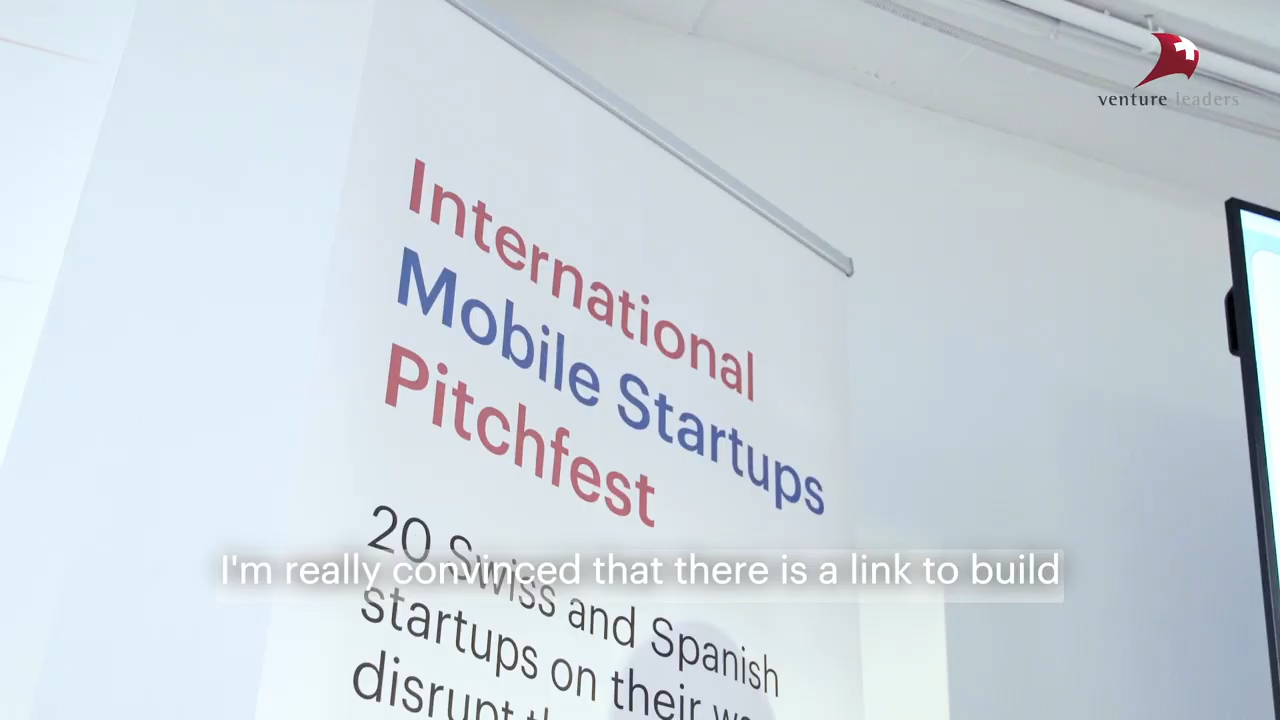 venture leaders
International
Mobile Startups
Pitchfest
20 Swiss and Spanish
startups on their
disrupt
I'm really convinced that there is a link to build